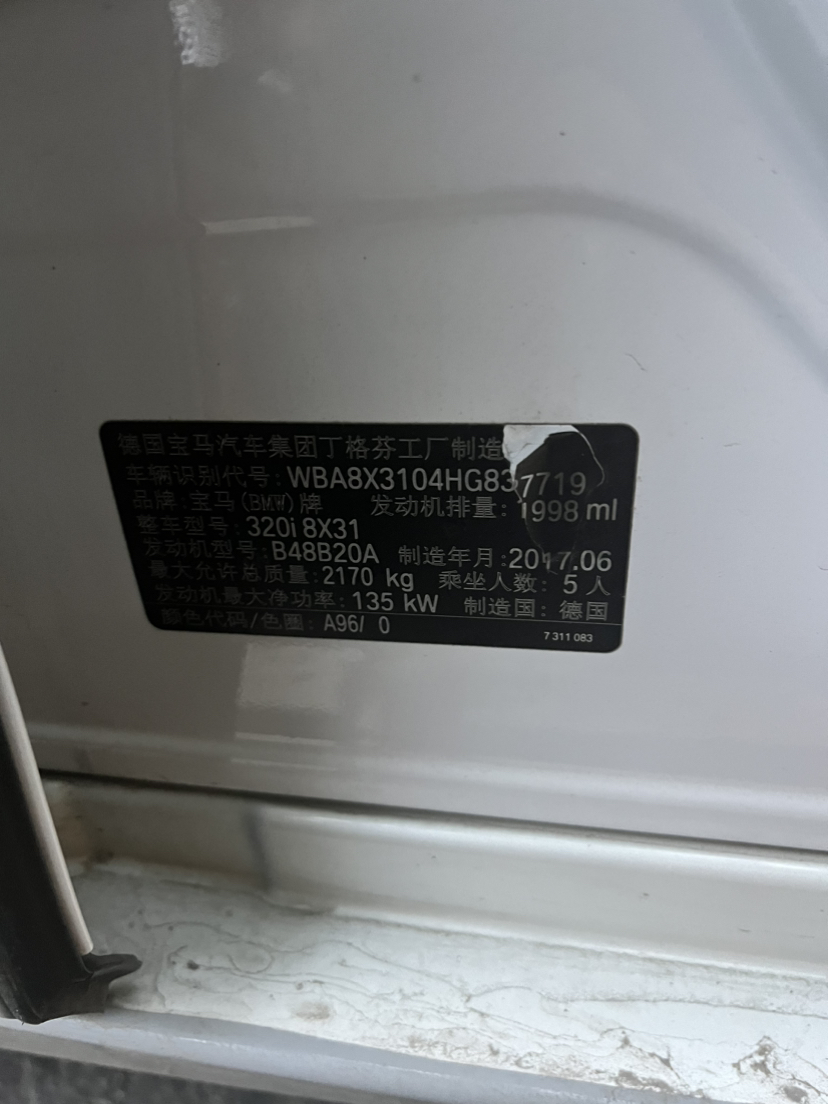 德国宝马汽车集团丁格芬工厂制造
车辆识别代号: WBA8X3104HG837719
品牌: 宝马(BMW)牌 发动机排量: 1998 ml
整车型号: 320i 8X31
发动机型号: B48B20A 制造年月: 2017.06
最大允许总质量: 2170 kg 乘坐人数: 5 人
发动机最大净功率: 135 kW 制造国: 德国
颜色代码/色圈: A96/ 0
7 311 083